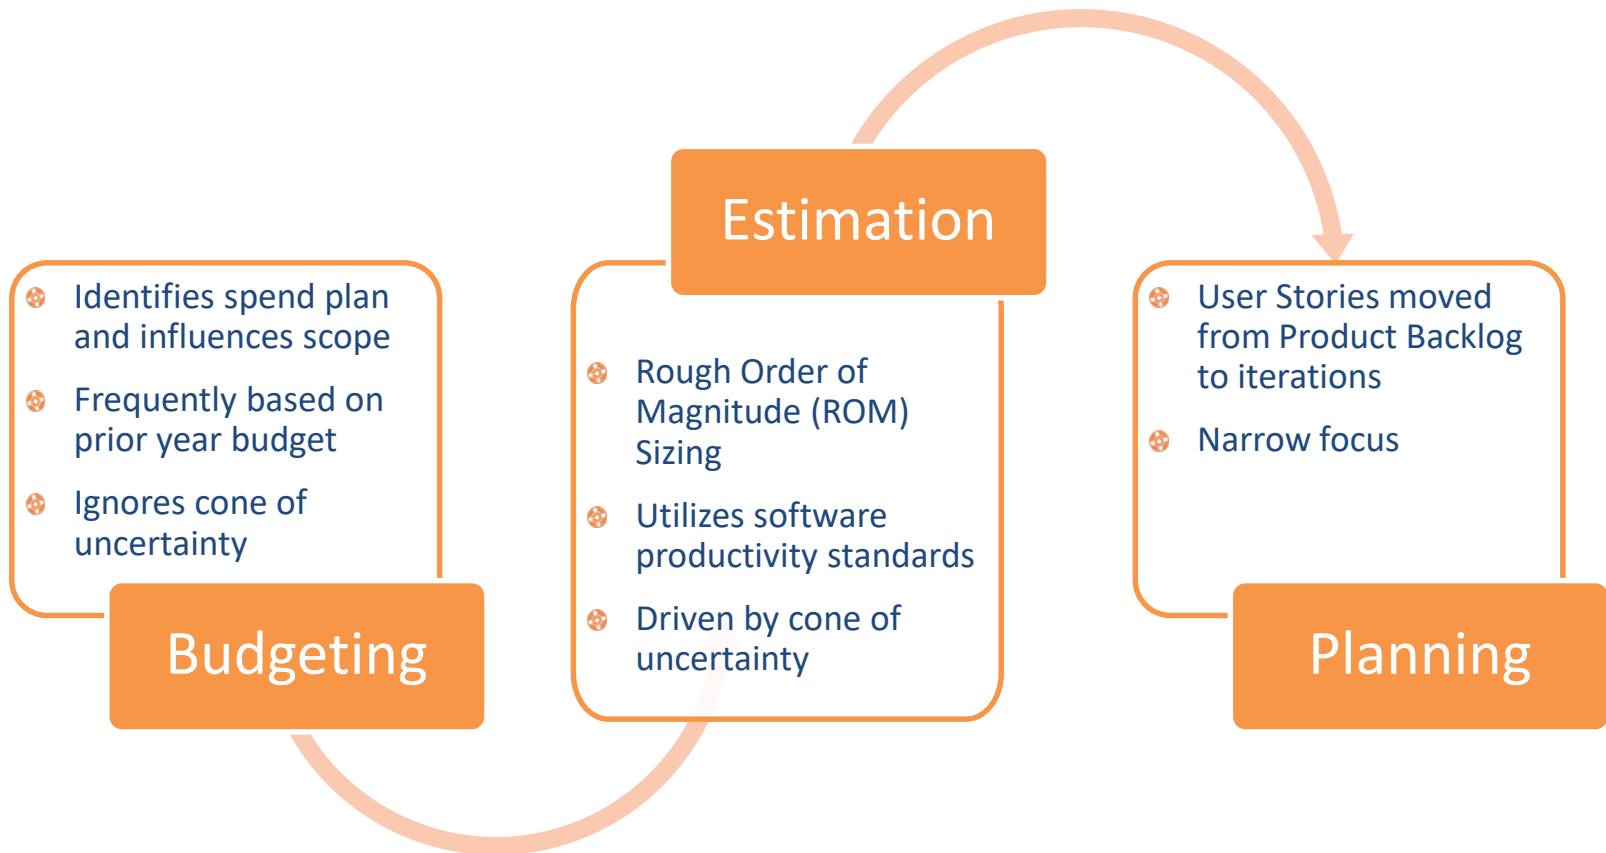 Identifies spend plan
and influences scope
Frequently based on
prior year budget
Ignores cone of
uncertainty
Budgeting
Estimation
Rough Order of
Magnitude (ROM)
Sizing
Utilizes software
productivity standards
Driven by cone of
uncertainty
User Stories moved
from Product Backlog
to iterations
Narrow focus
Planning